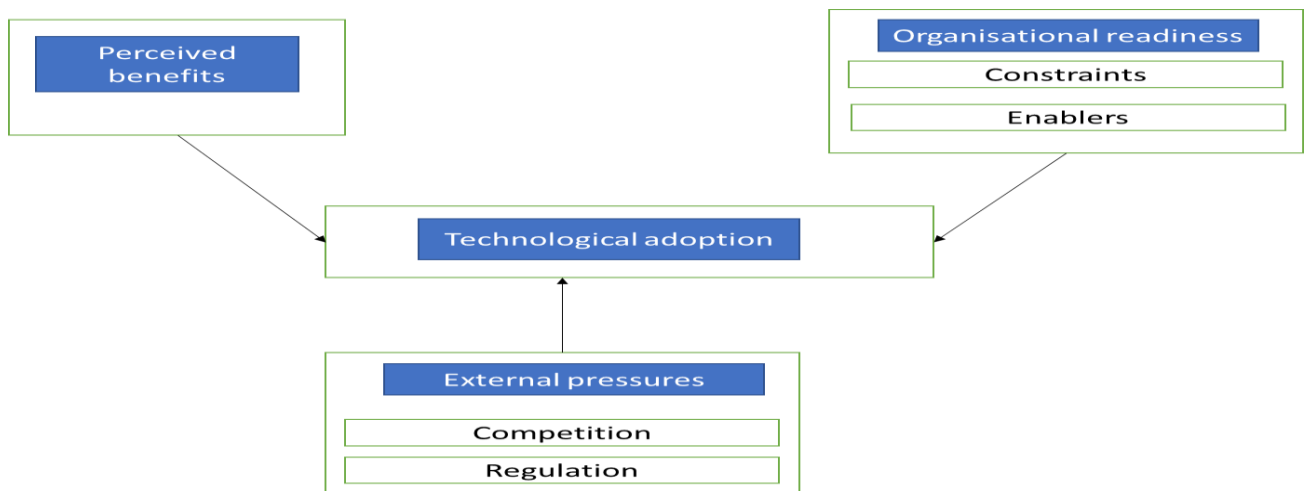 Perceived
benefits
Organisational readiness
Constraints
Enablers
Technological adoption
External pressures
Competition
Regulation